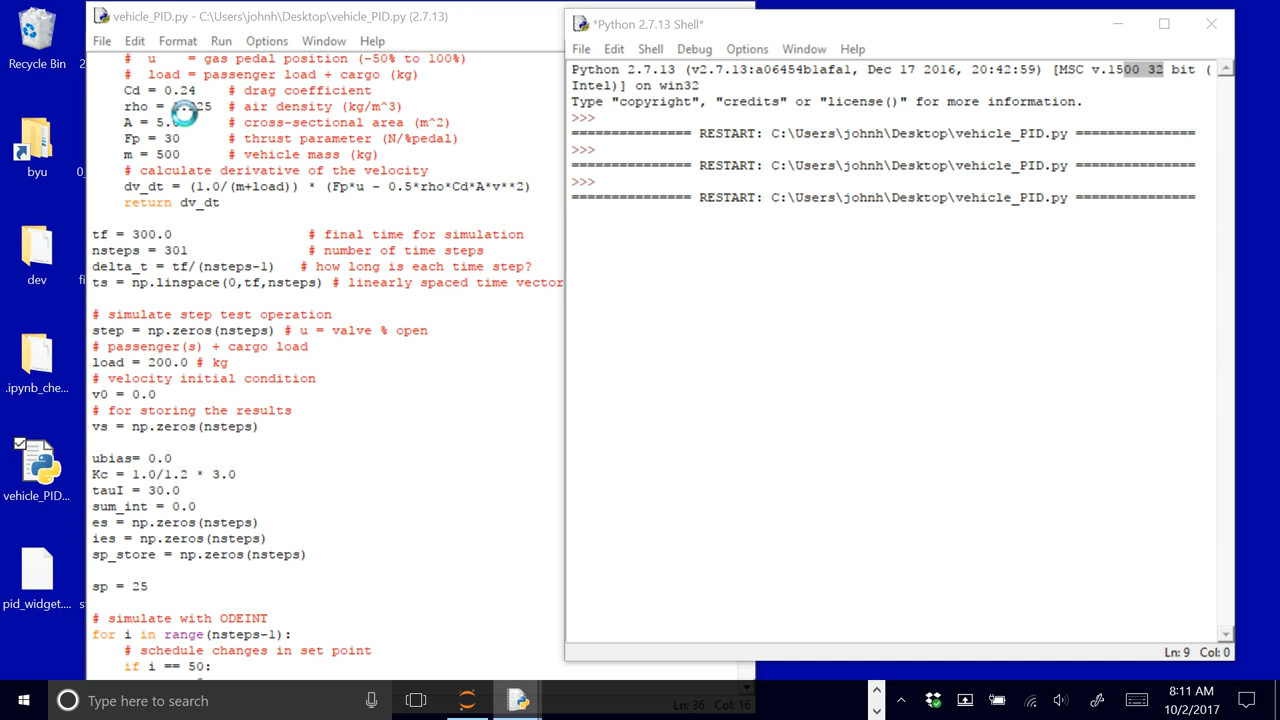 Recycle Bin
byu
dev
.ipynb_che...
vehicle_PID...
pid_widget....
vehicle_PID.py - C:\Users\johnh\Desktop\vehicle_PID.py (2.7.13)
File Edit Format Run Options Window Help
# u = gas pedal position (-50% to 100%)
# load = passenger load + cargo (kg)
Cd = 0.24 # drag coefficient
rho = 25 # air density (kg/m^3)
A = 5. # cross-sectional area (m^2)
Fp = 30 # thrust parameter (N/%pedal)
m = 500 # vehicle mass (kg)
# calculate derivative of the velocity
dv_dt = (1.0/(m+load)) * (Fp*u - 0.5*rho*Cd*A*v**2)
return dv_dt
tf = 300.0 # final time for simulation
nsteps = 301 # number of time steps
delta_t = tf/(nsteps-1) # how long is each time step?
ts = np.linspace(0,tf,nsteps) # linearly spaced time vector
# simulate step test operation
step = np.zeros(nsteps) # u = valve % open
# passenger(s) + cargo load
load = 200.0 # kg
# velocity initial condition
v0 = 0.0
# for storing the results
vs = np.zeros(nsteps)
ubias= 0.0
Kc = 1.0/1.2 * 3.0
tauI = 30.0
sum_int = 0.0
es = np.zeros(nsteps)
ies = np.zeros(nsteps)
sp_store = np.zeros(nsteps)
sp = 25
# simulate with ODEINT
for i in range(nsteps-1):
# schedule changes in set point
if i == 50:
Ln: 36 Col: 16
*Python 2.7.13 Shell*
File Edit Shell Debug Options Window Help
Python 2.7.13 (v2.7.13:a06454b1afa1, Dec 17 2016, 20:42:59) [MSC v.1500 32 bit (
Intel)] on win32
Type "copyright", "credits" or "license()" for more information.
>>>
=============== RESTART: C:\Users\johnh\Desktop\vehicle_PID.py ===============
>>>
=============== RESTART: C:\Users\johnh\Desktop\vehicle_PID.py ===============
>>>
=============== RESTART: C:\Users\johnh\Desktop\vehicle_PID.py ===============
Ln: 9 Col: 0
Type here to search
8:11 AM
10/2/2017